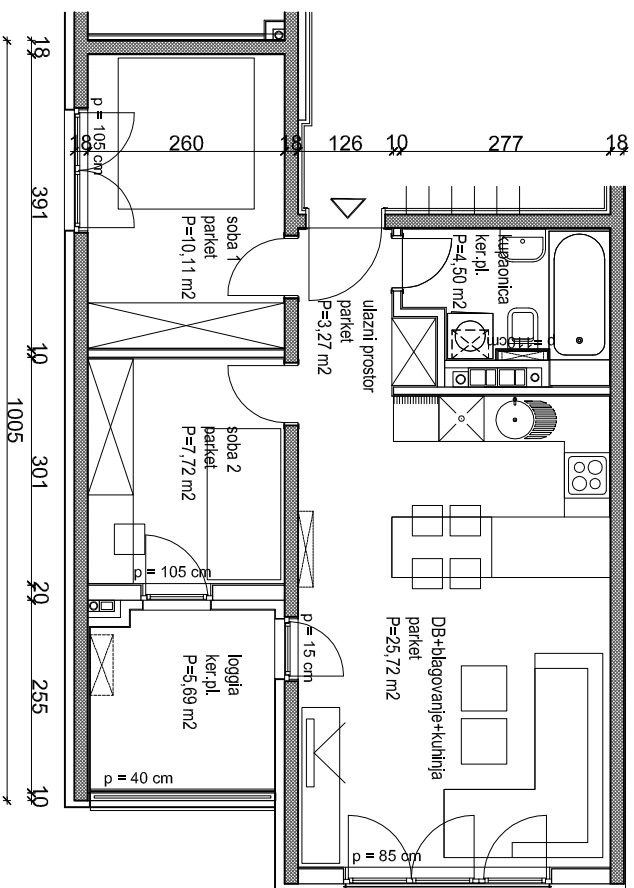 18
391
10
301
20
255
10
1005
18
260
18
126
10
277
18
p = 105 cm
soba 1
parket
P=10,11 m2
kupaonica
ker.pl.
P=4,50 m2
ulazni prostor
parket
P=3,27 m2
soba 2
parket
P=7,72 m2
p = 105 cm
p = 15 cm
DB+blagovanje+kuhinja
parket
P=25,72 m2
loggia
ker.pl.
P=5,69 m2
p = 40 cm
p = 85 cm